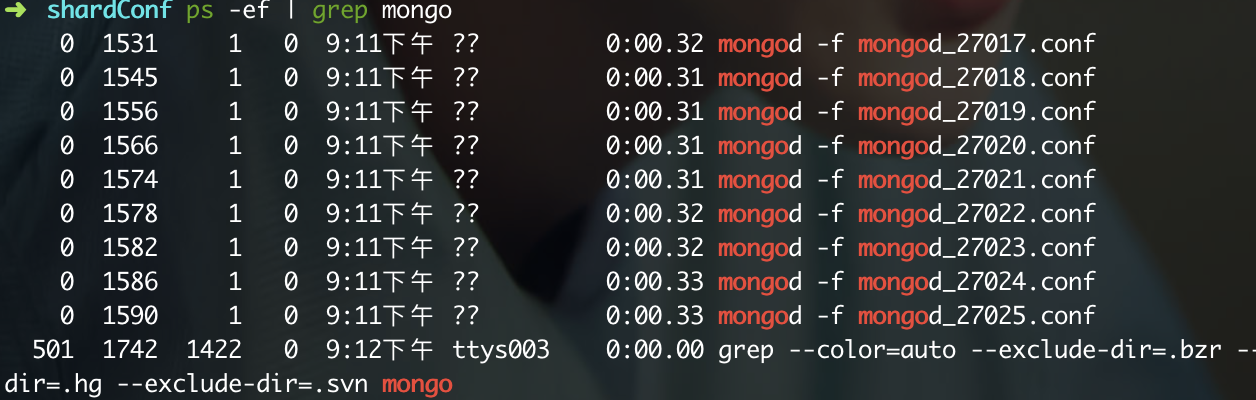 ➜ shardConf ps -ef | grep mongo
0 1531 1 0 9:11下午 ?? 0:00.32 mongod -f mongod_27017.conf
0 1545 1 0 9:11下午 ?? 0:00.31 mongod -f mongod_27018.conf
0 1556 1 0 9:11下午 ?? 0:00.31 mongod -f mongod_27019.conf
0 1566 1 0 9:11下午 ?? 0:00.31 mongod -f mongod_27020.conf
0 1574 1 0 9:11下午 ?? 0:00.31 mongod -f mongod_27021.conf
0 1578 1 0 9:11下午 ?? 0:00.32 mongod -f mongod_27022.conf
0 1582 1 0 9:11下午 ?? 0:00.32 mongod -f mongod_27023.conf
0 1586 1 0 9:11下午 ?? 0:00.33 mongod -f mongod_27024.conf
0 1590 1 0 9:11下午 ?? 0:00.33 mongod -f mongod_27025.conf
501 1742 1422 0 9:12下午 ttys003 0:00.00 grep --color=auto --exclude-dir=.bzr --
dir=.hg --exclude-dir=.svn mongo